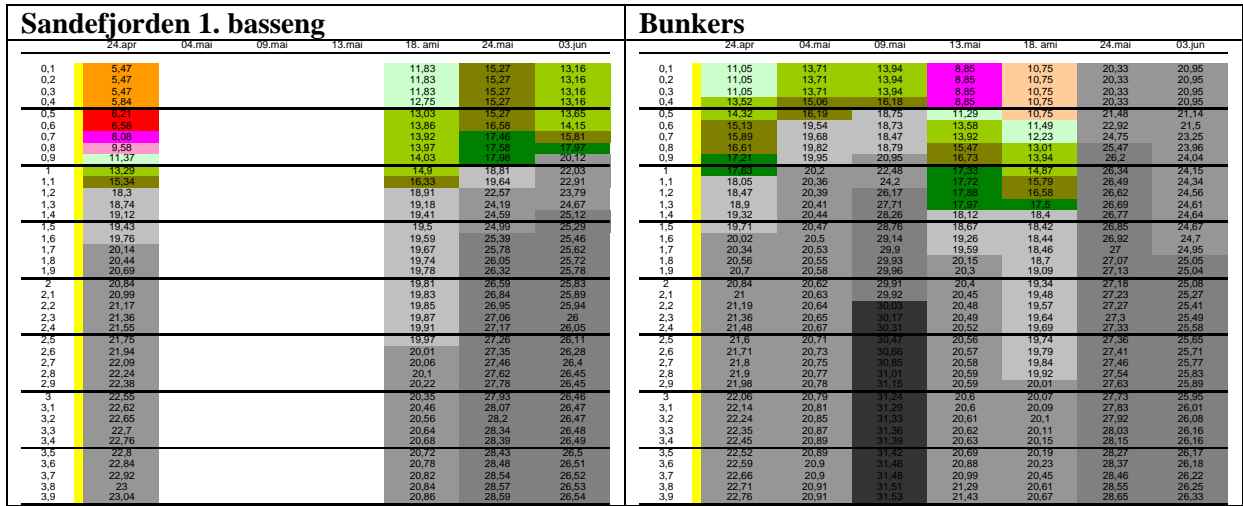 Sandefjorden 1. basseng Bunkers
24.apr 04.mai 09.mai 13.mai 18. ami 24.mai 03.jun 24.apr 04.mai 09.mai 13.mai 18. ami 24.mai 03.jun
0,1 5,47 11,83 15,27 13,16 0,1 11,05 13,71 13,94 8,85 10,75 20,33 20,95
0,2 5,47 11,83 15,27 13,16 0,2 11,05 13,71 13,94 8,85 10,75 20,33 20,95
0,3 5,47 11,83 15,27 13,16 0,3 11,05 13,71 13,94 8,85 10,75 20,33 20,95
0,4 5,84 12,75 15,27 13,16 0,4 13,52 15,06 16,18 8,85 10,75 20,33 20,95
0,5 6,21 13,03 15,27 13,65 0,5 14,32 16,19 18,75 11,29 10,75 21,48 21,14
0,6 6,58 13,86 16,58 14,15 0,6 15,13 19,54 18,73 13,58 11,49 22,92 21,5
0,7 8,08 13,92 17,46 15,81 0,7 15,89 19,68 18,47 13,92 12,23 24,75 23,25
0,8 9,58 13,97 17,58 17,97 0,8 16,61 19,82 18,79 15,47 13,01 25,47 23,96
0,9 11,37 14,03 17,98 20,12 0,9 17,21 19,95 20,95 16,73 13,94 26,2 24,04
1 13,29 14,9 18,81 22,03 1 17,63 20,2 22,48 17,33 14,87 26,34 24,15
1,1 15,34 16,33 19,64 22,91 1,1 18,05 20,36 24,2 17,72 15,79 26,49 24,34
1,2 18,3 18,91 22,57 23,79 1,2 18,47 20,39 26,17 17,88 16,58 26,62 24,56
1,3 18,74 19,18 24,19 24,67 1,3 18,9 20,41 27,71 17,97 17,5 26,69 24,61
1,4 19,12 19,41 24,59 25,12 1,4 19,32 20,44 28,26 18,12 18,4 26,77 24,64
1,5 19,43 19,5 24,99 25,29 1,5 19,71 20,47 28,76 18,67 18,42 26,85 24,67
1,6 19,76 19,59 25,39 25,46 1,6 20,02 20,5 29,14 19,26 18,44 26,92 24,7
1,7 20,14 19,67 25,78 25,62 1,7 20,34 20,53 29,9 19,59 18,46 27 24,95
1,8 20,44 19,74 26,05 25,72 1,8 20,56 20,55 29,93 20,15 18,7 27,07 25,05
1,9 20,69 19,78 26,32 25,78 1,9 20,7 20,58 29,96 20,3 19,09 27,13 25,04
2 20,84 19,81 26,59 25,83 2 20,84 20,62 29,91 20,4 19,34 27,18 25,08
2,1 20,99 19,83 26,84 25,89 2,1 21 20,63 29,92 20,45 19,48 27,23 25,27
2,2 21,17 19,85 26,95 25,94 2,2 21,19 20,64 30,03 20,48 19,57 27,27 25,41
2,3 21,36 19,87 27,06 26 2,3 21,36 20,65 30,17 20,49 19,64 27,3 25,49
2,4 21,55 19,91 27,17 26,05 2,4 21,48 20,67 30,31 20,52 19,69 27,33 25,58
2,5 21,75 19,97 27,26 26,11 2,5 21,6 20,71 30,47 20,56 19,74 27,36 25,65
2,6 21,94 20,01 27,35 26,28 2,6 21,71 20,73 30,66 20,57 19,79 27,41 25,71
2,7 22,09 20,06 27,46 26,4 2,7 21,8 20,75 30,85 20,58 19,84 27,46 25,77
2,8 22,24 20,1 27,62 26,45 2,8 21,9 20,77 31,01 20,59 19,92 27,54 25,83
2,9 22,38 20,22 27,78 26,45 2,9 21,98 20,78 31,15 20,59 20,01 27,63 25,89
3 22,55 20,35 27,93 26,46 3 22,06 20,79 31,24 20,6 20,07 27,73 25,95
3,1 22,62 20,46 28,07 26,47 3,1 22,14 20,81 31,29 20,6 20,09 27,83 26,01
3,2 22,65 20,56 28,2 26,47 3,2 22,24 20,85 31,33 20,61 20,1 27,92 26,08
3,3 22,7 20,64 28,34 26,48 3,3 22,35 20,87 31,36 20,62 20,11 28,03 26,16
3,4 22,76 20,68 28,39 26,49 3,4 22,45 20,89 31,39 20,63 20,15 28,15 26,16
3,5 22,8 20,72 28,43 26,5 3,5 22,52 20,89 31,42 20,69 20,19 28,27 26,17
3,6 22,84 20,78 28,48 26,51 3,6 22,59 20,9 31,46 20,88 20,23 28,37 26,18
3,7 22,92 20,82 28,54 26,52 3,7 22,66 20,9 31,48 20,99 20,45 28,46 26,22
3,8 23 20,84 28,57 26,53 3,8 22,71 20,91 31,51 21,29 20,61 28,55 26,25
3,9 23,04 20,86 28,59 26,54 3,9 22,76 20,91 31,53 21,43 20,67 28,65 26,33